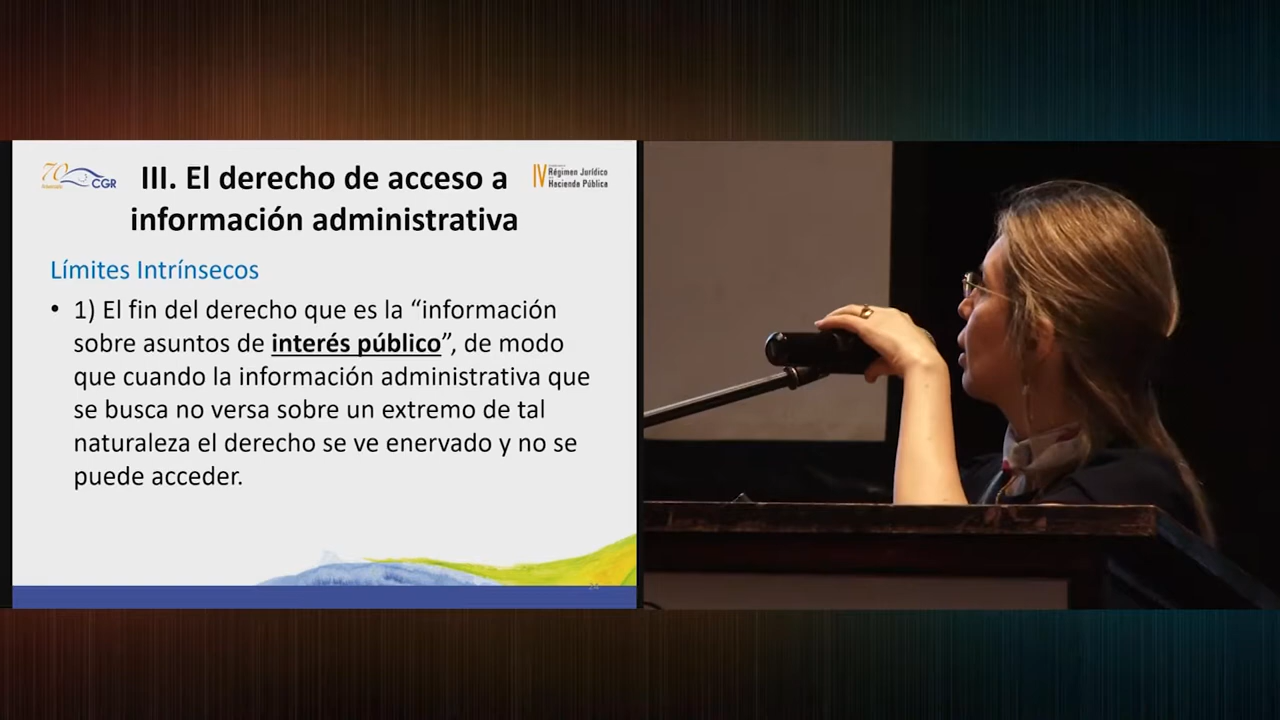 70
CGR
III. El derecho de acceso a
información administrativa
IV
Régimen Jurídico
Hacienda Pública
Límites Intrínsecos
• 1) El fin del derecho que es la “información
sobre asuntos de interés público”, de modo
que cuando la información administrativa que
se busca no versa sobre un extremo de tal
naturaleza el derecho se ve enervado y no se
puede acceder.
24